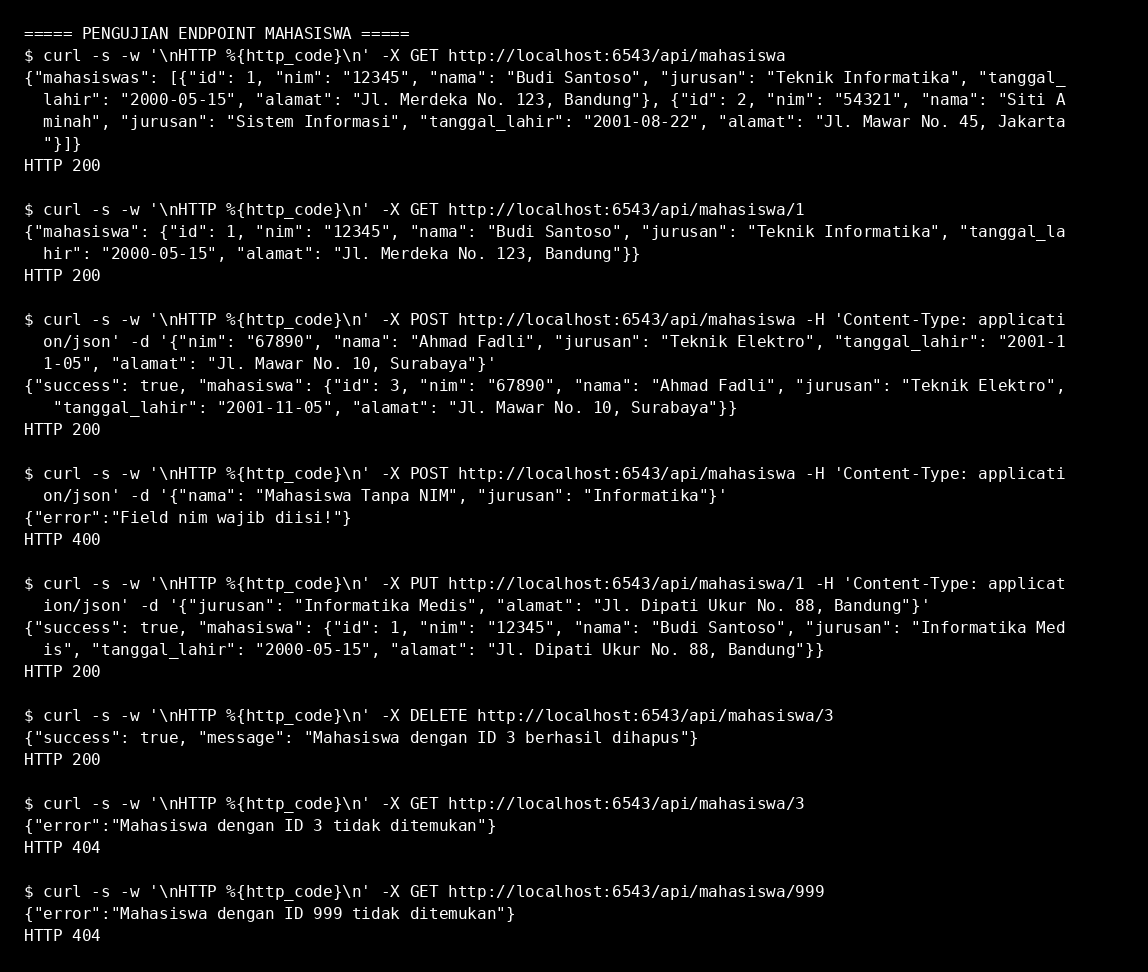 ===== PENGUJIAN ENDPOINT MAHASISWA =====
$ curl -s -w '\nHTTP %{http_code}\n' -X GET http://localhost:6543/api/mahasiswa
{"mahasiswas": [{"id": 1, "nim": "12345", "nama": "Budi Santoso", "jurusan": "Teknik Informatika", "tanggal_
  lahir": "2000-05-15", "alamat": "Jl. Merdeka No. 123, Bandung"}, {"id": 2, "nim": "54321", "nama": "Siti A
  minah", "jurusan": "Sistem Informasi", "tanggal_lahir": "2001-08-22", "alamat": "Jl. Mawar No. 45, Jakarta
  "}]}
HTTP 200

$ curl -s -w '\nHTTP %{http_code}\n' -X GET http://localhost:6543/api/mahasiswa/1
{"mahasiswa": {"id": 1, "nim": "12345", "nama": "Budi Santoso", "jurusan": "Teknik Informatika", "tanggal_la
  hir": "2000-05-15", "alamat": "Jl. Merdeka No. 123, Bandung"}}
HTTP 200

$ curl -s -w '\nHTTP %{http_code}\n' -X POST http://localhost:6543/api/mahasiswa -H 'Content-Type: applicati
  on/json' -d '{"nim": "67890", "nama": "Ahmad Fadli", "jurusan": "Teknik Elektro", "tanggal_lahir": "2001-1
  1-05", "alamat": "Jl. Mawar No. 10, Surabaya"}'
{"success": true, "mahasiswa": {"id": 3, "nim": "67890", "nama": "Ahmad Fadli", "jurusan": "Teknik Elektro",
   "tanggal_lahir": "2001-11-05", "alamat": "Jl. Mawar No. 10, Surabaya"}}
HTTP 200

$ curl -s -w '\nHTTP %{http_code}\n' -X POST http://localhost:6543/api/mahasiswa -H 'Content-Type: applicati
  on/json' -d '{"nama": "Mahasiswa Tanpa NIM", "jurusan": "Informatika"}'
{"error":"Field nim wajib diisi!"}
HTTP 400

$ curl -s -w '\nHTTP %{http_code}\n' -X PUT http://localhost:6543/api/mahasiswa/1 -H 'Content-Type: applicat
  ion/json' -d '{"jurusan": "Informatika Medis", "alamat": "Jl. Dipati Ukur No. 88, Bandung"}'
{"success": true, "mahasiswa": {"id": 1, "nim": "12345", "nama": "Budi Santoso", "jurusan": "Informatika Med
  is", "tanggal_lahir": "2000-05-15", "alamat": "Jl. Dipati Ukur No. 88, Bandung"}}
HTTP 200

$ curl -s -w '\nHTTP %{http_code}\n' -X DELETE http://localhost:6543/api/mahasiswa/3
{"success": true, "message": "Mahasiswa dengan ID 3 berhasil dihapus"}
HTTP 200

$ curl -s -w '\nHTTP %{http_code}\n' -X GET http://localhost:6543/api/mahasiswa/3
{"error":"Mahasiswa dengan ID 3 tidak ditemukan"}
HTTP 404

$ curl -s -w '\nHTTP %{http_code}\n' -X GET http://localhost:6543/api/mahasiswa/999
{"error":"Mahasiswa dengan ID 999 tidak ditemukan"}
HTTP 404